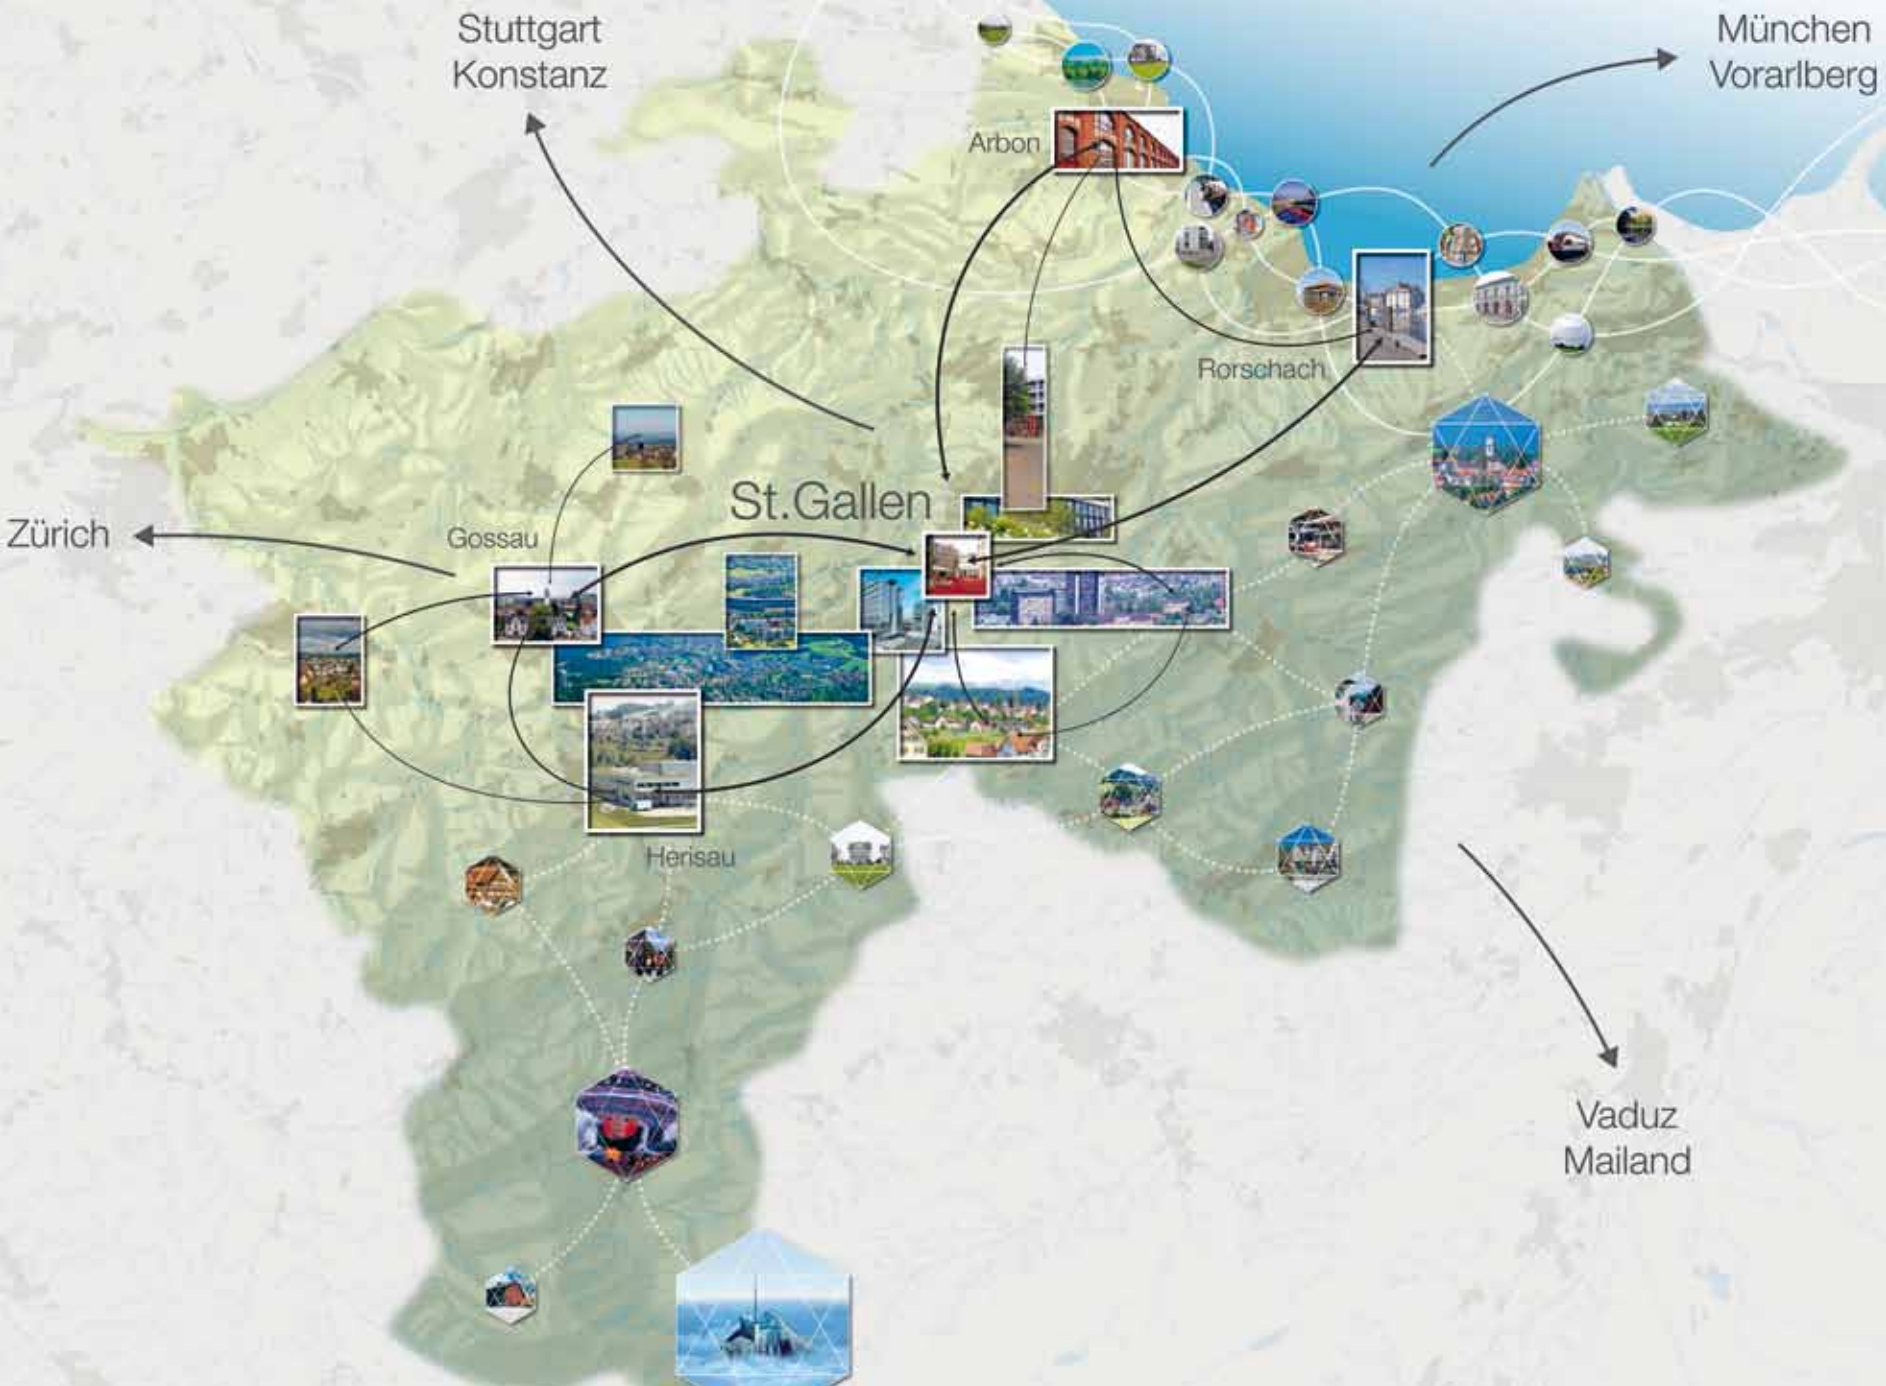 Stuttgart
Konstanz
München
Vorarlberg
Arbon
Rorschach
St.Gallen
Zürich
Gossau
Herisau
Vaduz
Mailand